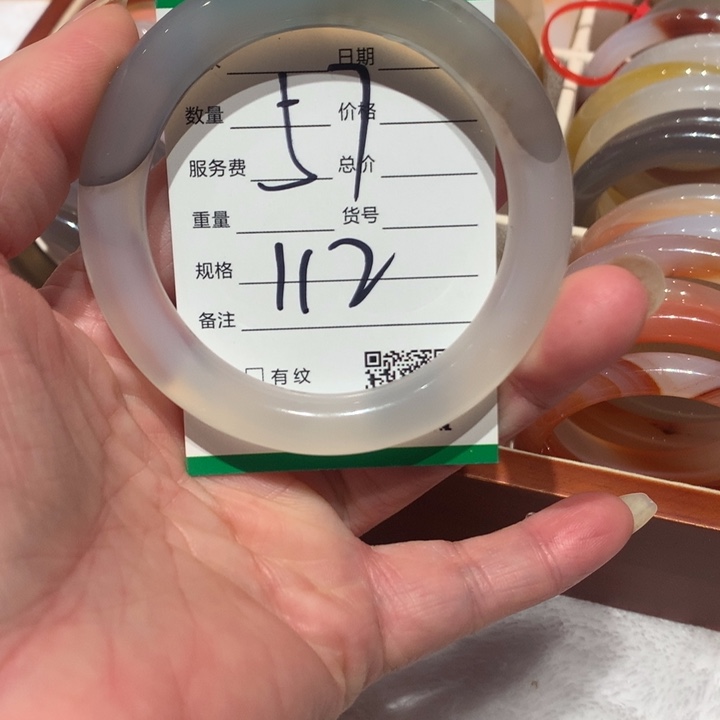 日期
数量 价格
57
服务费 总价
重量 货号
规格 112
备注
有纹